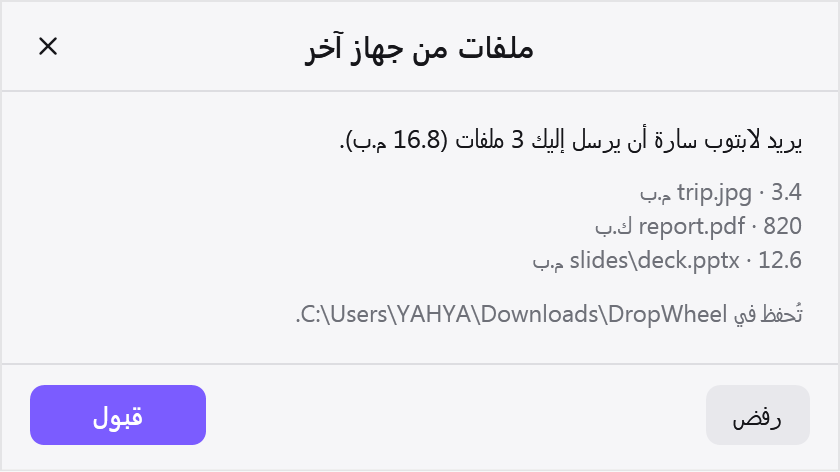 ملفات من جهاز آخر
يريد لابتوب سارة أن يرسل إليك 3 ملفات (16.8 م.ب).
trip.jpg · 3.4 م.ب
report.pdf · 820 ك.ب
slides\deck.pptx · 12.6 م.ب
تُحفظ في C:\Users\YAHYA\Downloads\DropWheel.
رفض
قبول